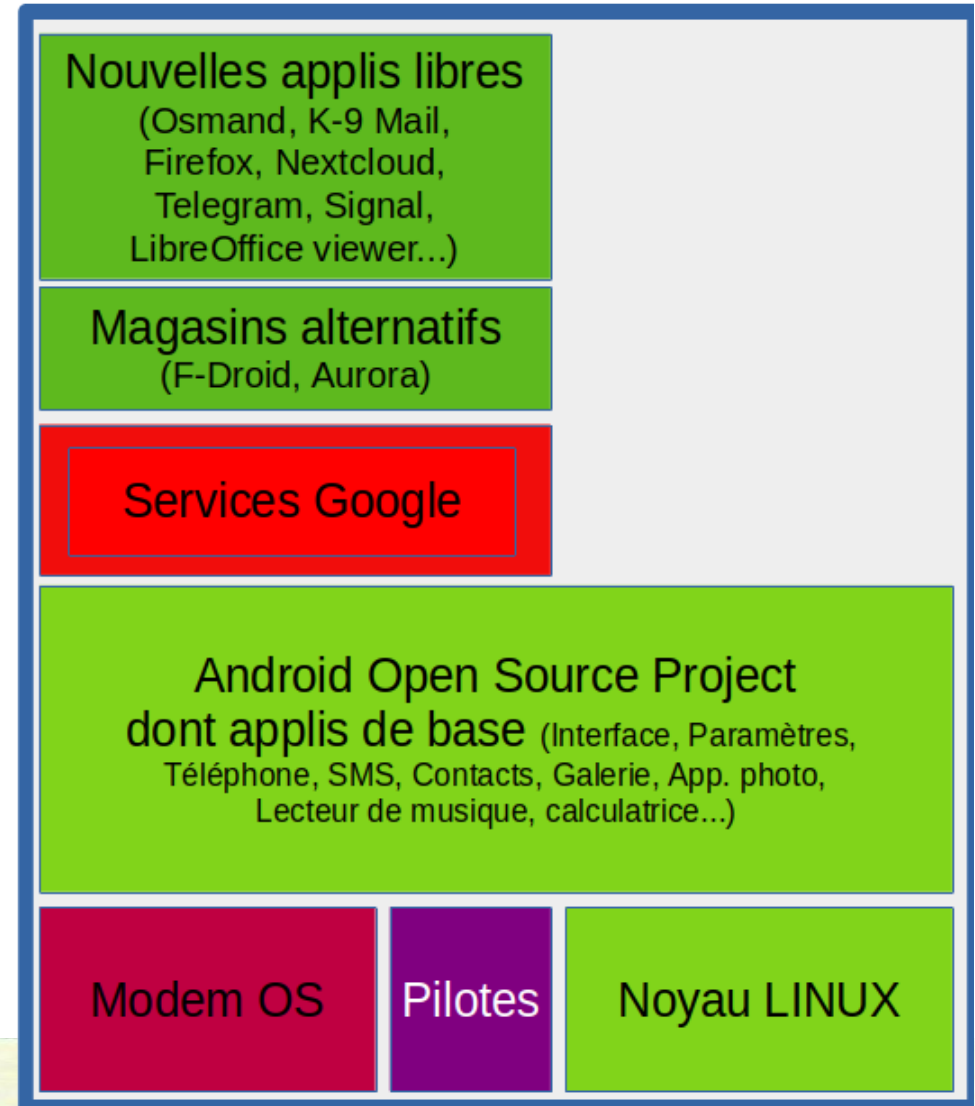 Nouvelles applis libres
(Osmand, K-9 Mail,
Firefox, Nextcloud,
Telegram, Signal,
LibreOffice viewer...)
Magasins alternatifs
(F-Droid, Aurora)
Services Google
Android Open Source Project
dont applis de base (Interface, Paramètres,
Téléphone, SMS, Contacts, Galerie, App. photo,
Lecteur de musique, calculatrice...)
Modem OS
Pilotes
Noyau LINUX